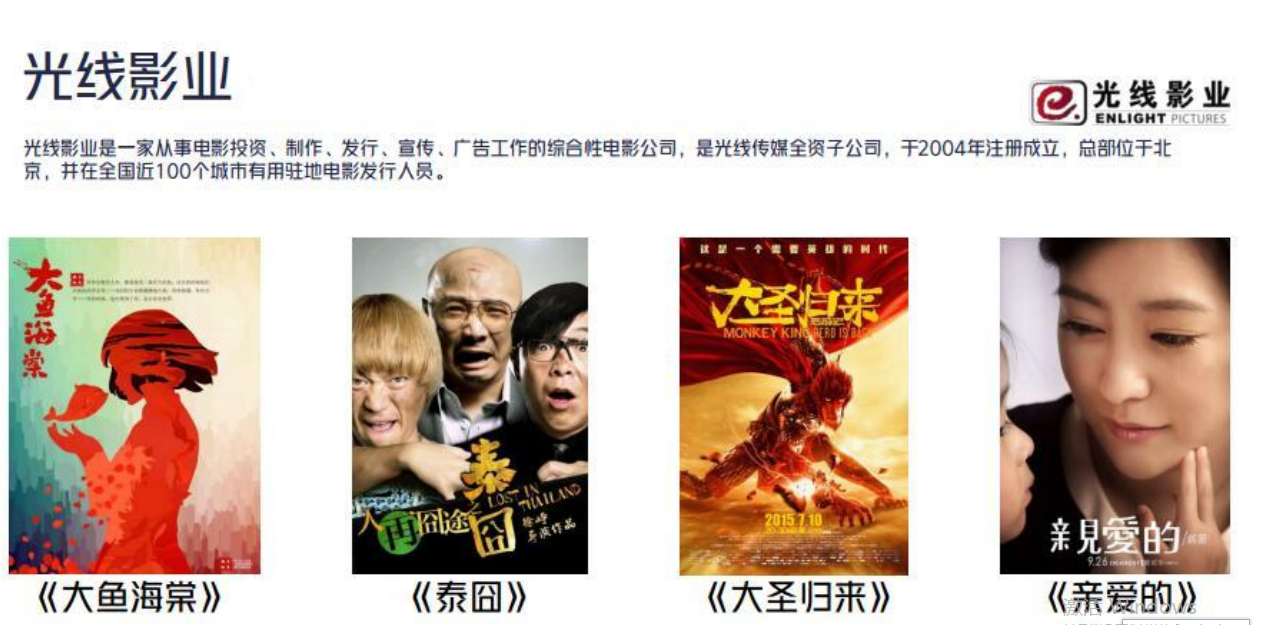 光线影业
光线影业
ENLIGHT PICTURES
光线影业是一家从事电影投资、制作、发行、宣传、广告工作的综合性电影公司，是光线传媒全资子公司，于2004年注册成立，总部位于北
京，并在全国近100个城市有用驻地电影发行人员。
大鱼海棠
人再囧途
之
泰囧
LOST IN
THAILAND
徐峥
导演作品
这是一个需要英雄的时代
大圣归来
MONKEY KING HERO IS BACK
2015.7.10
親愛的
9.26
《大鱼海棠》
《泰囧》
《大圣归来》
《亲爱的》
激活 Windows